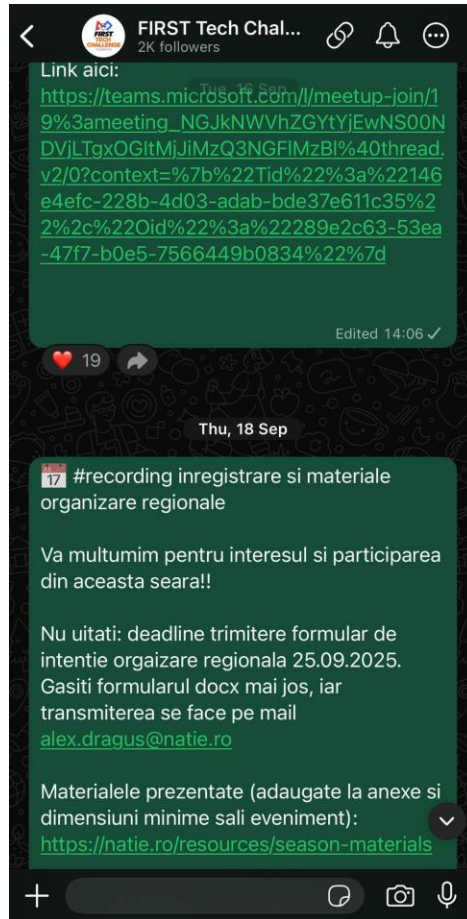 FIRST Tech Chal...
2K followers
Link aici:
Tue, 16 Sep
https://teams.microsoft.com/l/meetup-join/1
9%3ameeting_NGJkNWVhZGYtYjEwNS00N
DVjLTgxOGItMjJiMzQ3NGFlMzBl%40thread.
v2/0?context=%7b%22Tid%22%3a%22146
e4efc-228b-4d03-adab-bde37e611c35%2
2%2c%22Oid%22%3a%22289e2c63-53ea
-47f7-b0e5-7566449b0834%22%7d
Edited 14:06
19
Thu, 18 Sep
17 #recording inregistrare si materiale
organizare regionale
Va multumim pentru interesul si participarea
din aceasta seara!!
Nu uitati: deadline trimitere formular de
intentie orgaizare regionala 25.09.2025.
Gasiti formularul docx mai jos, iar
transmiterea se face pe mail
alex.dragus@natie.ro
Materialele prezentate (adaugate la anexe si
dimensiuni minime sali eveniment):
https://natie.ro/resources/season-materials